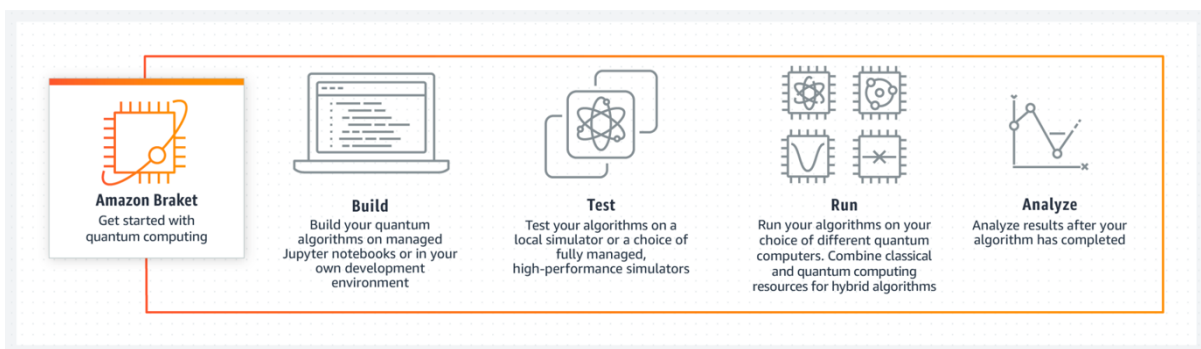 Amazon Braket
Get started with
quantum computing
Build
Build your quantum
algorithms on managed
Jupyter notebooks or in your
own development
environment
Test
Test your algorithms on a
local simulator or a choice of
fully managed,
high-performance simulators
Run
Run your algorithms on your
choice of different quantum
computers. Combine classical
and quantum computing
resources for hybrid algorithms
Analyze
Analyze results after your
algorithm has completed